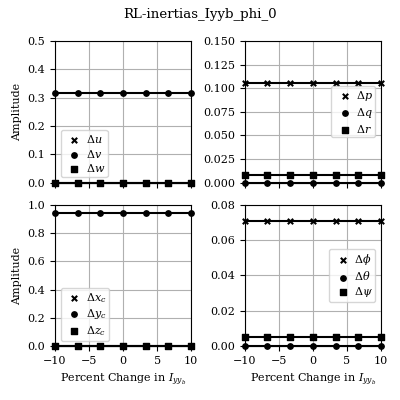 RL-inertias_Iyyb_phi_0
Amplitude
0.5
0.4
0.3
0.2
0.1
0.0
Δu
Δv
Δw
0.150
0.125
0.100
0.075
0.050
0.025
0.000
Δp
Δq
Δr
Amplitude
1.0
0.8
0.6
0.4
0.2
0.0
Δx_c
Δy_c
Δz_c
−10 −5 0 5 10
Percent Change in I_{yy_b}
0.08
0.06
0.04
0.02
0.00
Δϕ
Δθ
Δψ
−10 −5 0 5 10
Percent Change in I_{yy_b}